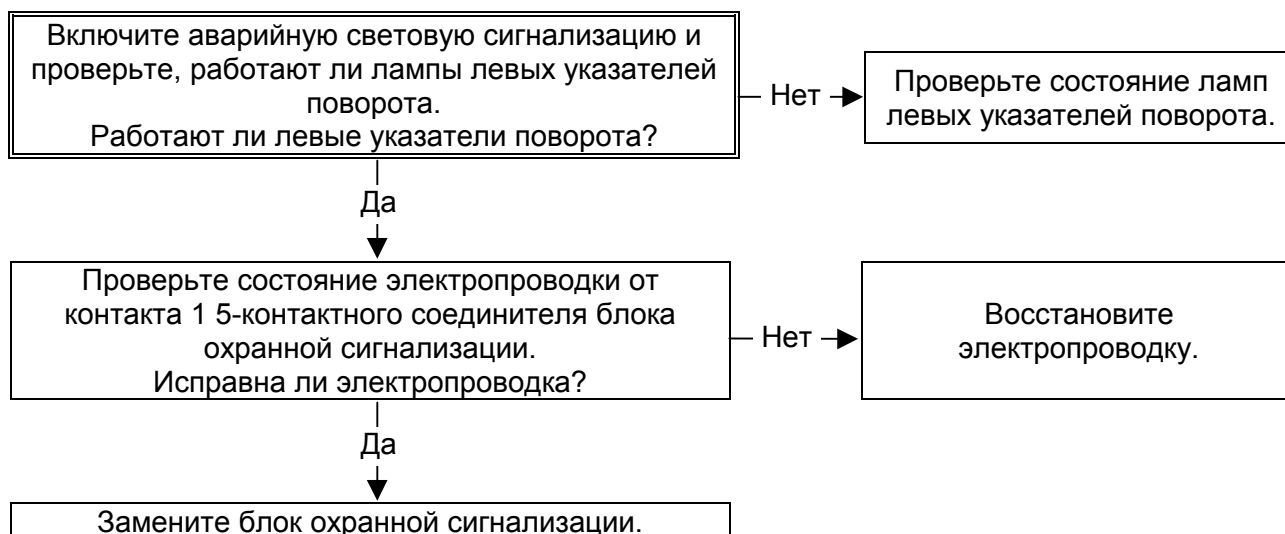 Включите аварийную световую сигнализацию и
проверьте, работают ли лампы левых указателей
поворота.
Работают ли левые указатели поворота?
Нет
Проверьте состояние ламп
левых указателей поворота.
Да
Проверьте состояние электропроводки от
контакта 1 5-контактного соединителя блока
охранной сигнализации.
Исправна ли электропроводка?
Нет
Восстановите
электропроводку.
Да
Замените блок охранной сигнализации.